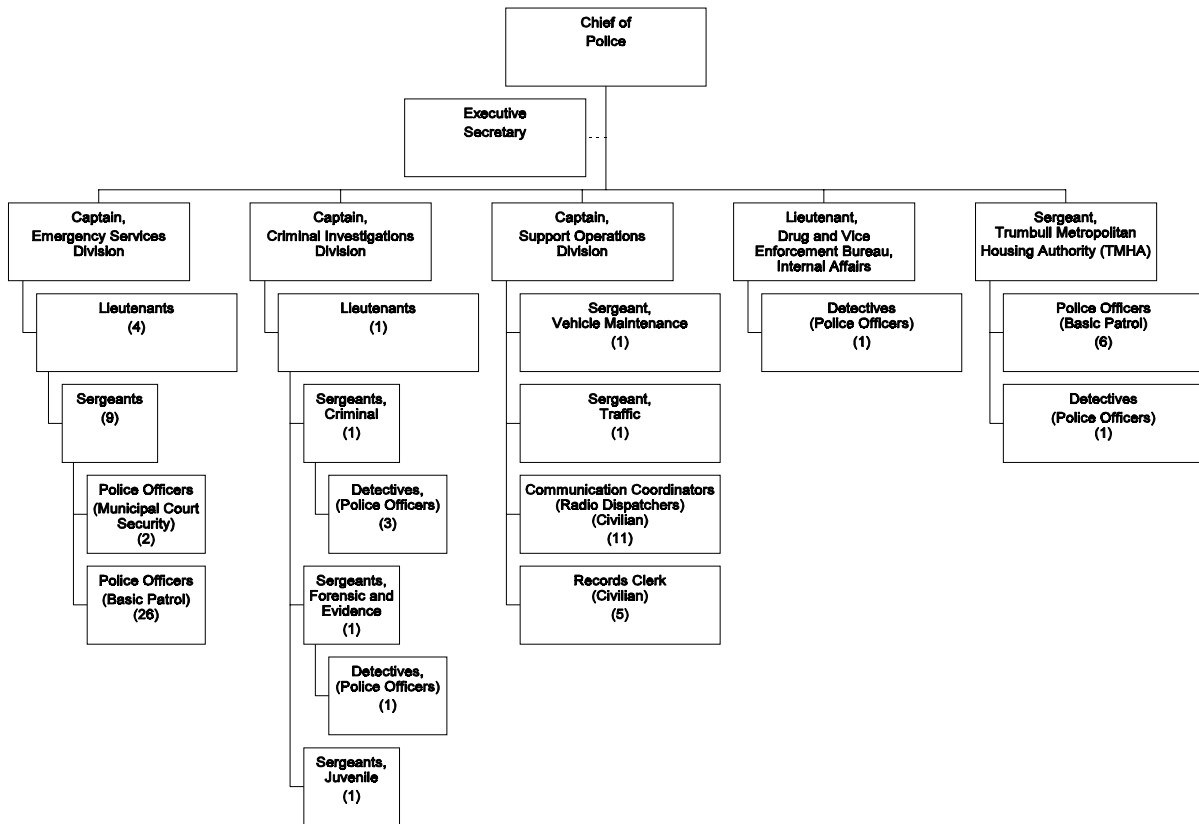 Chief of
Police
Executive
Secretary
Captain,
Emergency Services
Division
Lieutenants
(4)
Sergeants
(9)
Police Officers
(Municipal Court
Security)
(2)
Police Officers
(Basic Patrol)
(26)
Captain,
Criminal Investigations
Division
Lieutenants
(1)
Sergeants,
Criminal
(1)
Detectives,
(Police Officers)
(3)
Sergeants,
Forensic and
Evidence
(1)
Detectives,
(Police Officers)
(1)
Sergeants,
Juvenile
(1)
Captain,
Support Operations
Division
Sergeant,
Vehicle Maintenance
(1)
Sergeant,
Traffic
(1)
Communication Coordinators
(Radio Dispatchers)
(Civilian)
(11)
Records Clerk
(Civilian)
(5)
Lieutenant,
Drug and Vice
Enforcement Bureau,
Internal Affairs
Detectives
(Police Officers)
(1)
Sergeant,
Trumbull Metropolitan
Housing Authority (TMHA)
Police Officers
(Basic Patrol)
(6)
Detectives
(Police Officers)
(1)